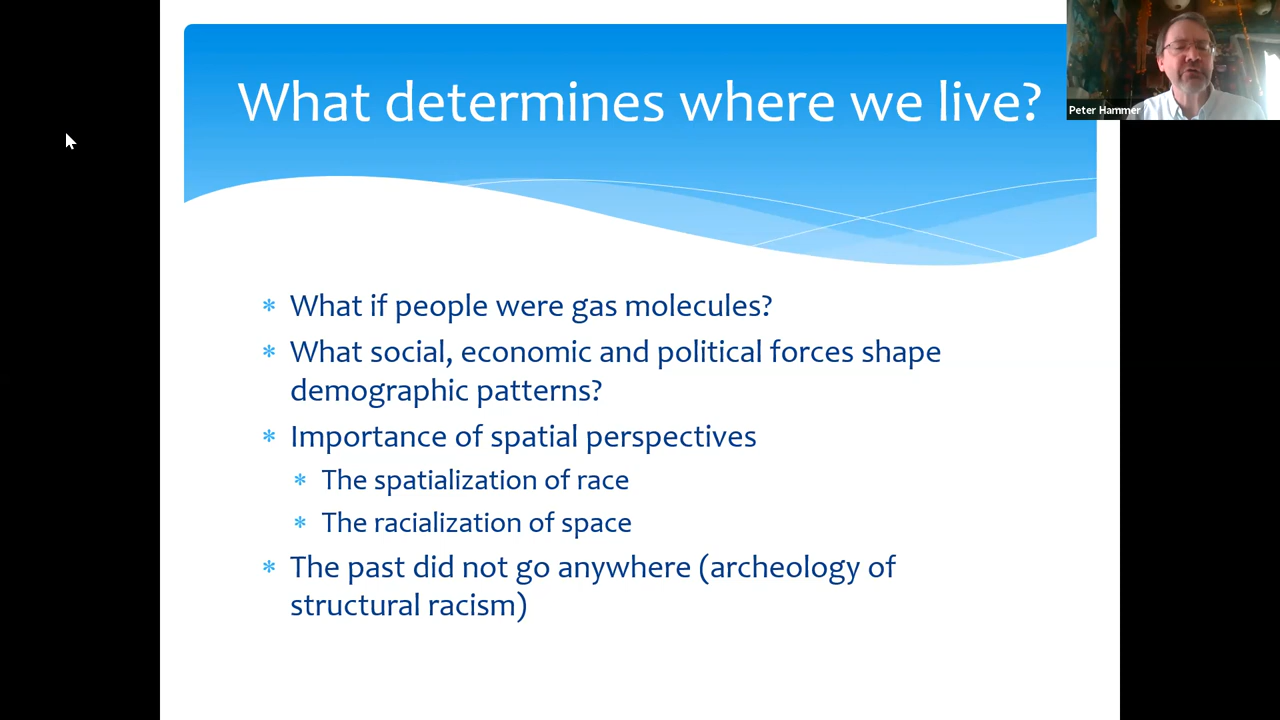 What determines where we live?
Peter Hammer
* What if people were gas molecules?
* What social, economic and political forces shape
demographic patterns?
* Importance of spatial perspectives
* The spatialization of race
* The racialization of space
* The past did not go anywhere (archeology of
structural racism)